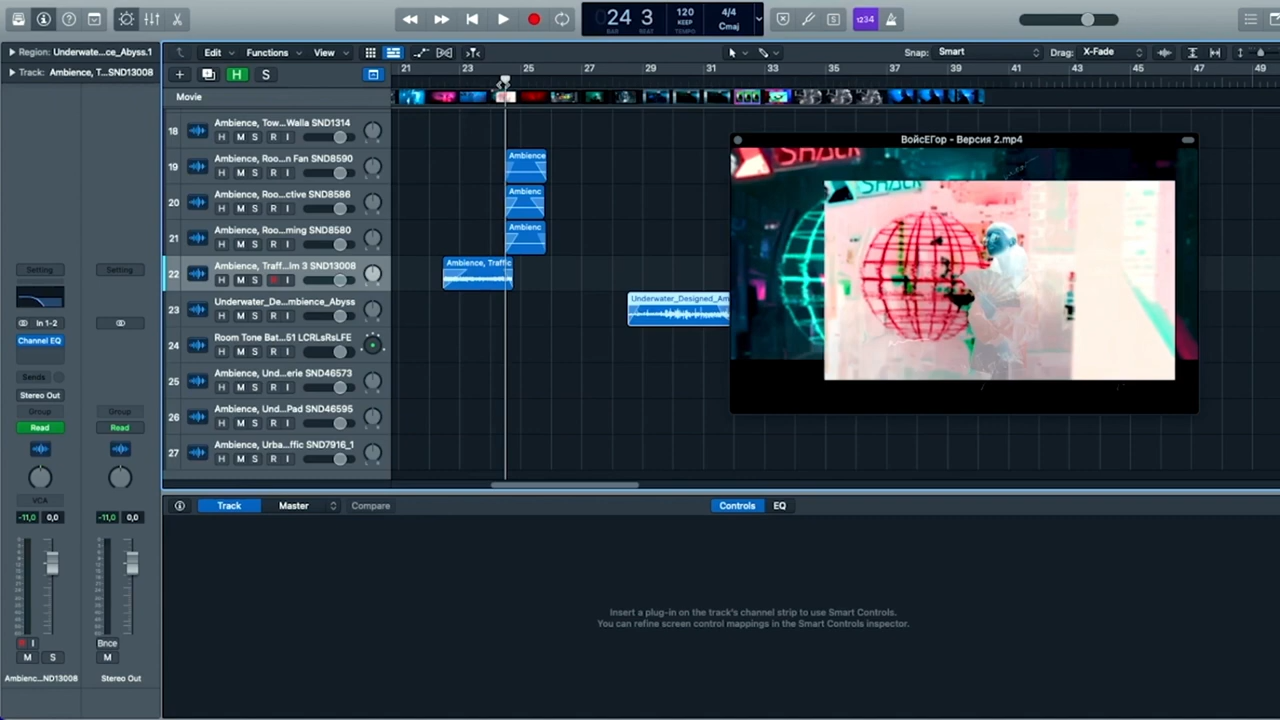 24 3
120
4/4
BAR
BEAT
KEEP
TEMPO
Cmaj
S
1234
Region: Underwate...ce_Abyss.1
Track: Ambience, T...SND13008
Edit
Functions
View
Snap: Smart
Drag: X-Fade
H
S
21
23
25
27
29
31
33
35
37
39
41
43
45
47
49
Movie
18
Ambience, Tow...Walla SND1314
H M S R I
19
Ambience, Roo...n Fan SND8590
H M S R I
20
Ambience, Roo...ctive SND8586
H M S R I
21
Ambience, Roo...ming SND8580
H M S R I
22
Ambience, Traff...lm 3 SND13008
H M S R I
23
Underwater_De...mbience_Abyss
H M S R I
24
Room Tone Bat...51 LCRLsRsLFE
H M S R I
25
Ambience, Und...erie SND46573
H M S R I
26
Ambience, Und...Pad SND46595
H M S R I
27
Ambience, Urba...ffic SND7916_1
H M S R I
Ambience
Ambienc
Ambienc
Ambience, Traffic
Underwater_Designed_Am
ВойсЕГор - Версия 2.mp4
SHACK
Setting
Setting
In 1-2
Channel EQ
Sends
Stereo Out
Group
Group
Read
Read
VCA
-11,0 0,0
-11,0 0,0
R I
Bnce
M S
M
Ambienc...ND13008
Stereo Out
Track
Master
Compare
Controls
EQ
Insert a plug-in on the track's channel strip to use Smart Controls.
You can refine screen control mappings in the Smart Controls inspector.